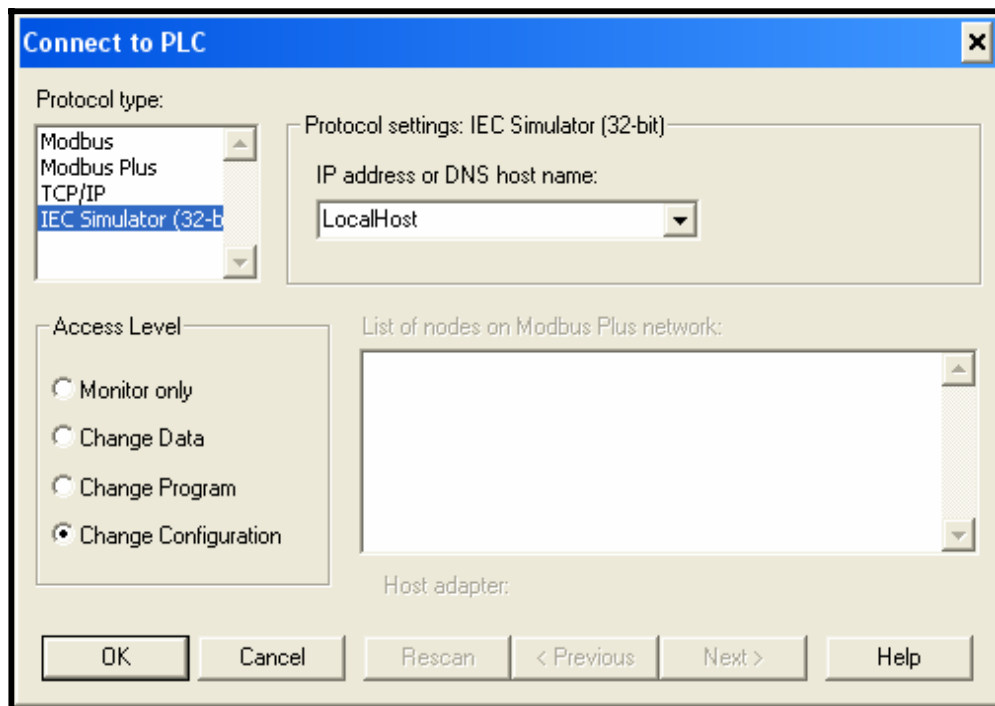 Connect to PLC
Protocol type:
Modbus
Modbus Plus
TCP/IP
IEC Simulator (32-b
Protocol settings: IEC Simulator (32-bit)
IP address or DNS host name:
LocalHost
Access Level
Monitor only
Change Data
Change Program
Change Configuration
List of nodes on Modbus Plus network:
Host adapter:
OK Cancel Rescan < Previous Next > Help